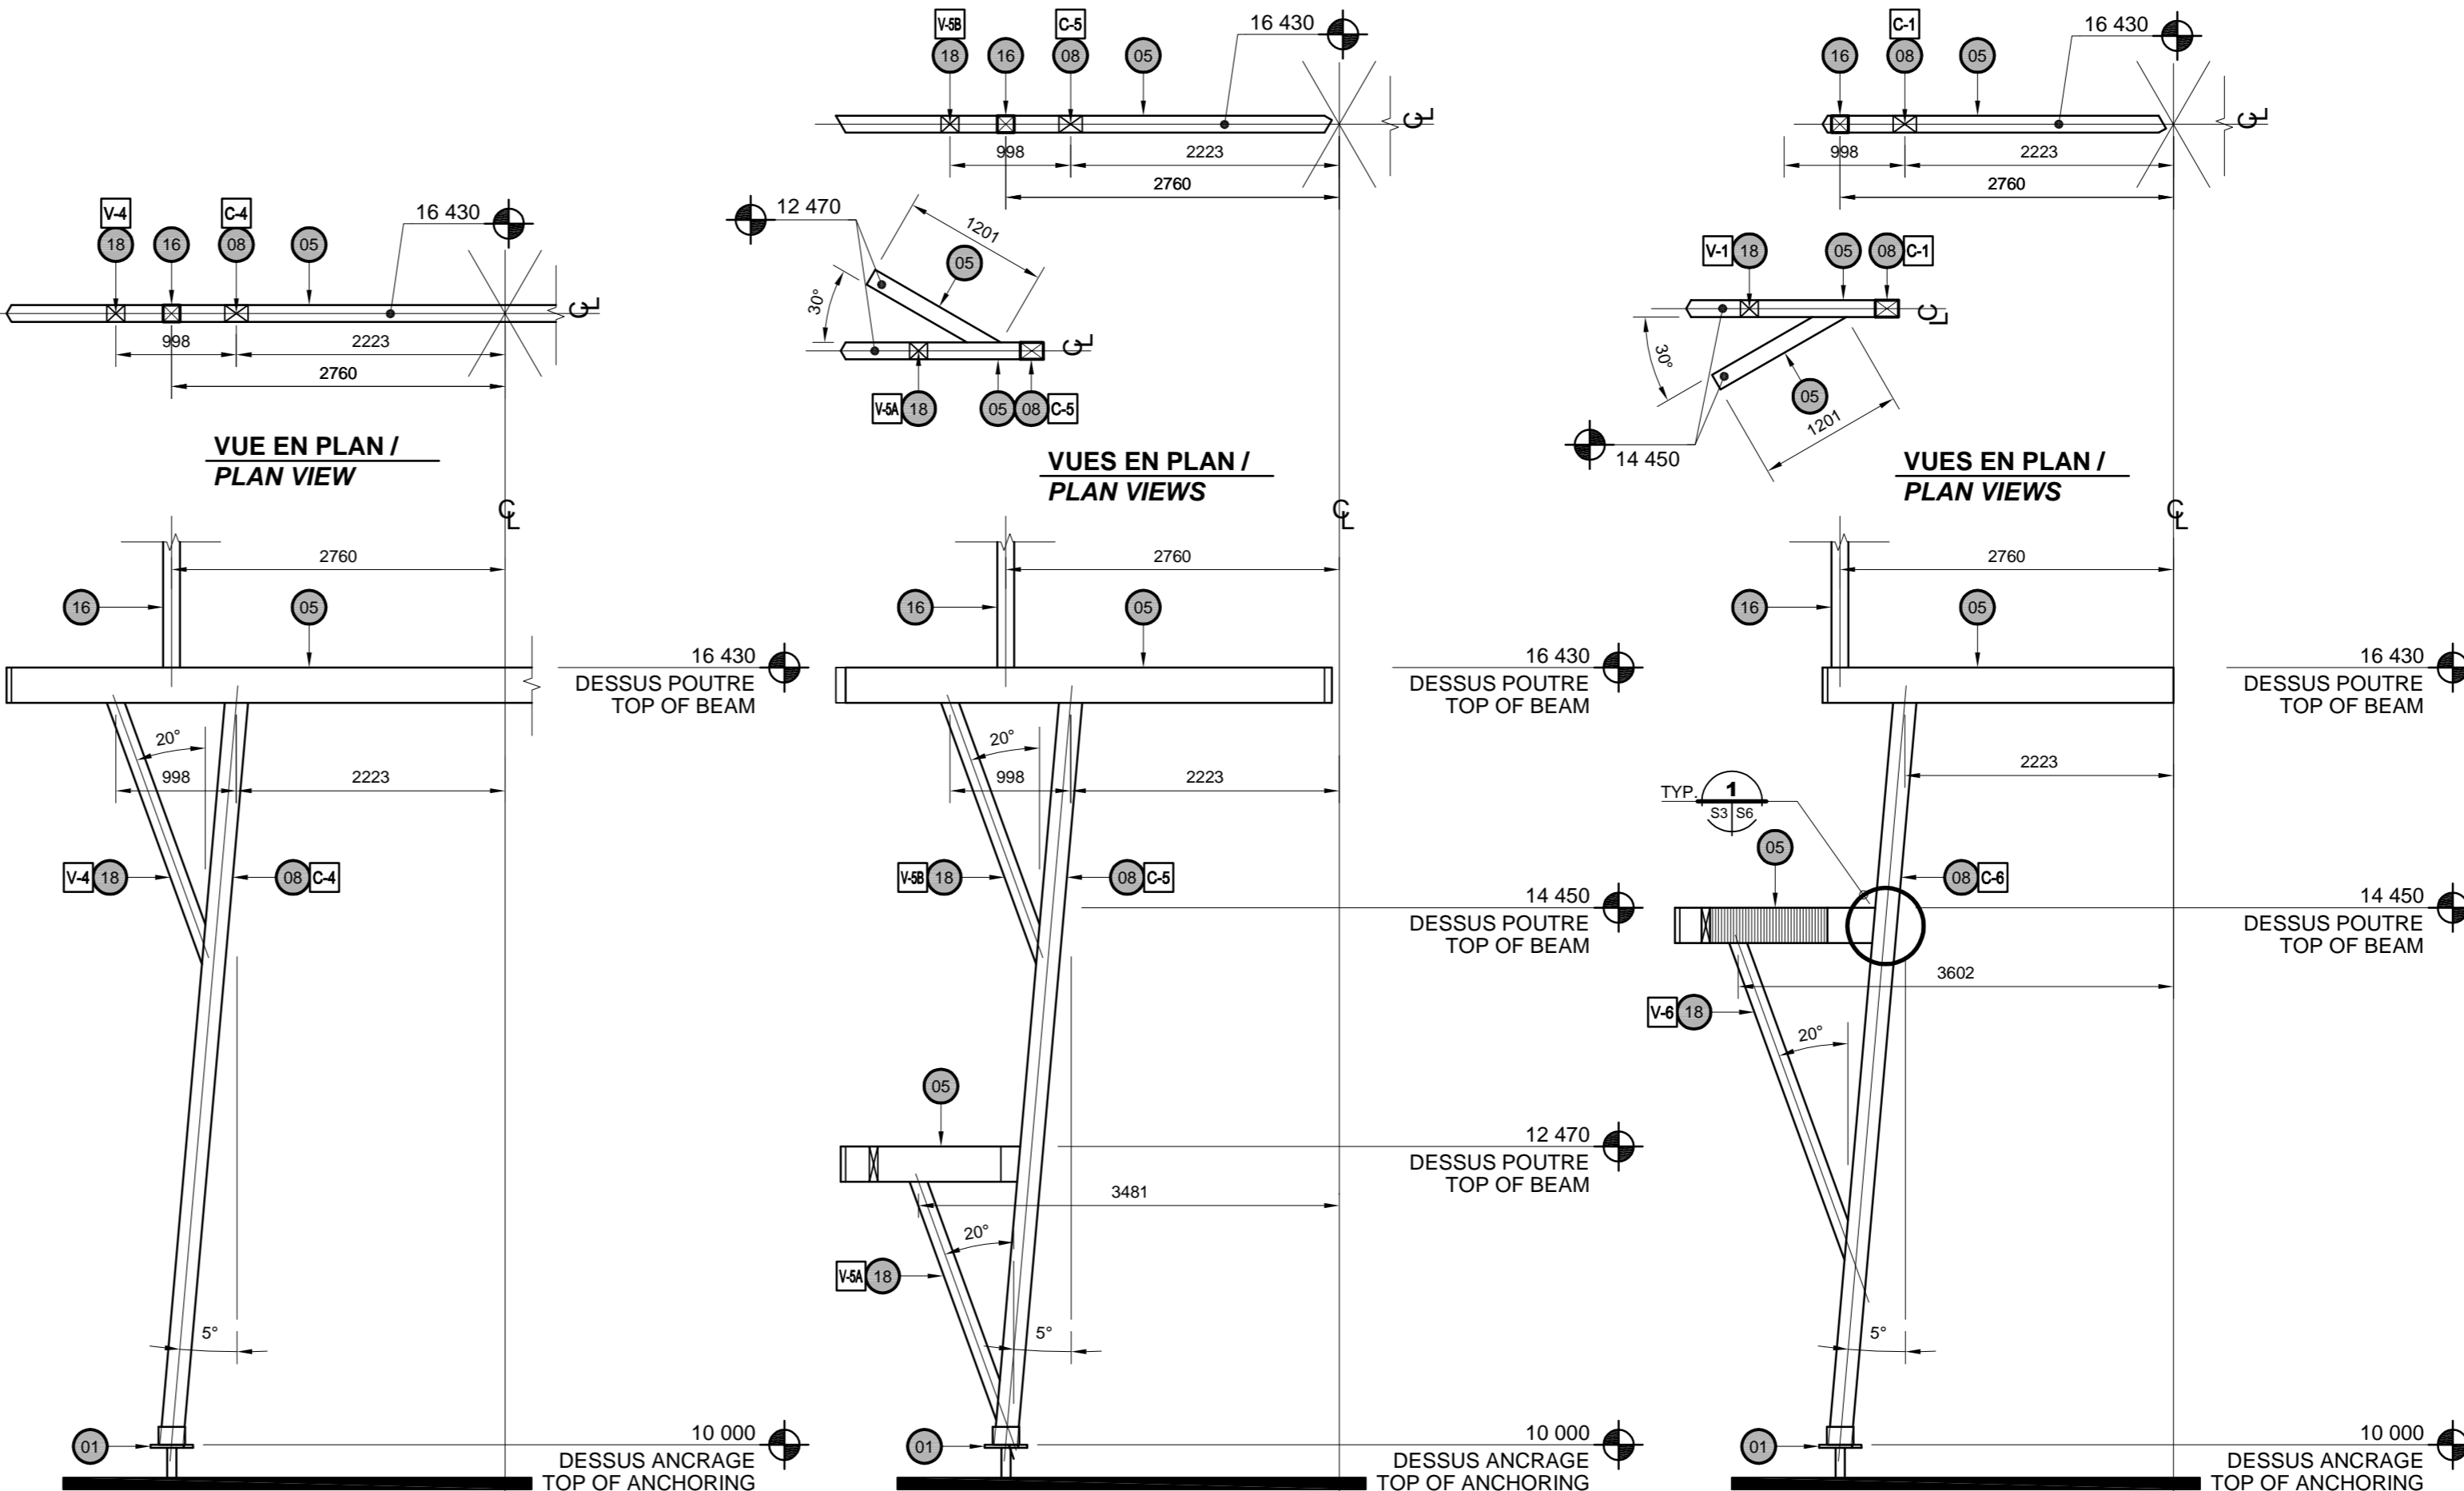 V-5B
C-5
16 430
18
16
08
05
C-1
16 430
16
08
05
CL
CL
998
2223
2760
998
2223
2760
V-4
C-4
16 430
18
16
08
05
CL
998
2223
2760
12 470
1201
05
30°
CL
V-5A
18
05
08
C-5
V-1
18
05
08
C-1
CL
30°
05
1201
14 450
VUE EN PLAN /
PLAN VIEW
VUES EN PLAN /
PLAN VIEWS
VUES EN PLAN /
PLAN VIEWS
CL
CL
CL
2760
16
05
16 430
DESSUS POUTRE
TOP OF BEAM
20°
998
2223
V-4
18
08
C-4
5°
01
10 000
DESSUS ANCRAGE
TOP OF ANCHORING
2760
16
05
16 430
DESSUS POUTRE
TOP OF BEAM
20°
998
2223
V-5B
18
08
C-5
14 450
DESSUS POUTRE
TOP OF BEAM
05
12 470
DESSUS POUTRE
TOP OF BEAM
3481
20°
V-5A
18
5°
01
10 000
DESSUS ANCRAGE
TOP OF ANCHORING
2760
16
05
16 430
DESSUS POUTRE
TOP OF BEAM
2223
TYP.
1
S3
S6
05
08
C-6
14 450
DESSUS POUTRE
TOP OF BEAM
3602
V-6
18
20°
5°
01
10 000
DESSUS ANCRAGE
TOP OF ANCHORING